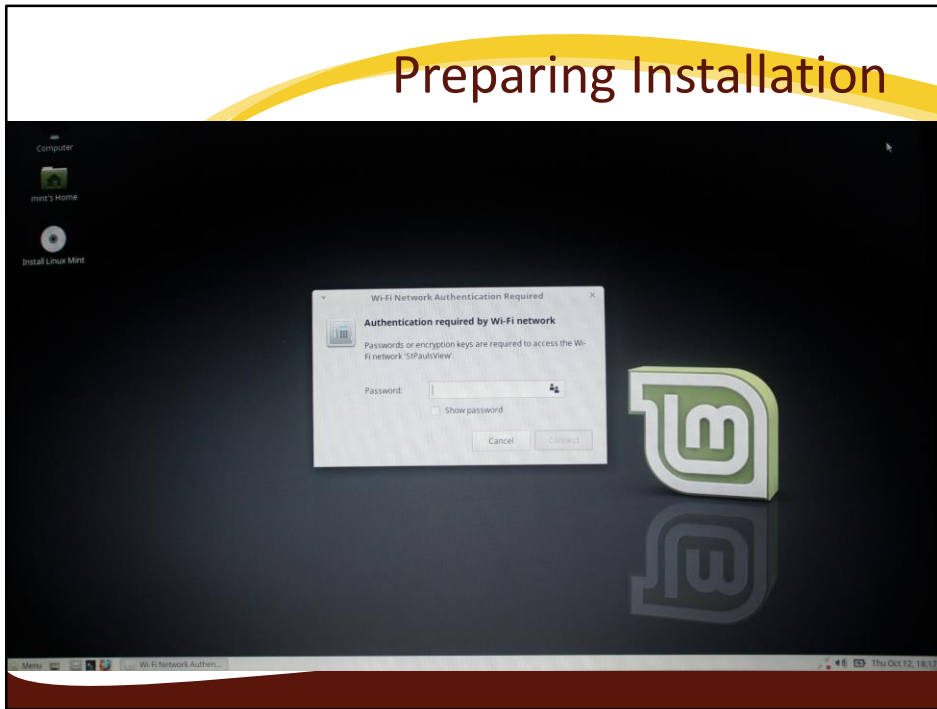 Preparing Installation
Computer
mint's Home
Install Linux Mint
Wi-Fi Network Authentication Required
Authentication required by Wi-Fi network
Passwords or encryption keys are required to access the Wi-
Fi network 'StPaulsView'.
Password:
Show password
Cancel
Connect
Menu
Wi-Fi Network Authen...
Thu Oct 12, 18:17